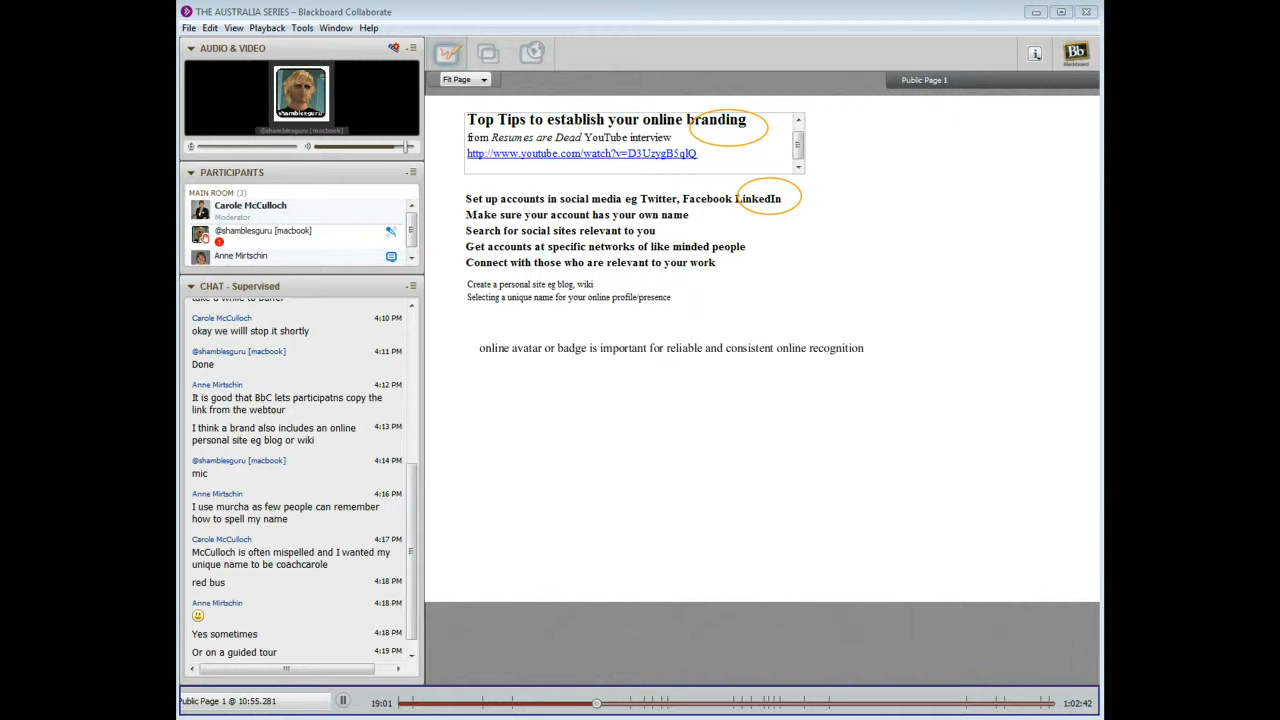 THE AUSTRALIA SERIES – Blackboard Collaborate
File Edit View Playback Tools Window Help
AUDIO & VIDEO
shamblesguru
@shamblesguru [macbook]
PARTICIPANTS
MAIN ROOM (3)
Carole McCulloch
Moderator
@shamblesguru [macbook]
Anne Mirtschin
CHAT - Supervised
take a while to buffer
Carole McCulloch 4:10 PM
okay we willl stop it shortly
@shamblesguru [macbook] 4:11 PM
Done
Anne Mirtschin 4:12 PM
It is good that BbC lets participatns copy the
link from the webtour
I think a brand also includes an online 4:13 PM
personal site eg blog or wiki
@shamblesguru [macbook] 4:14 PM
mic
Anne Mirtschin 4:16 PM
I use murcha as few people can remember
how to spell my name
Carole McCulloch 4:17 PM
McCulloch is often mispelled and I wanted my
unique name to be coachcarole
red bus 4:18 PM
Anne Mirtschin 4:18 PM
Yes sometimes 4:18 PM
Or on a guided tour 4:19 PM
Fit Page
Public Page 1
Bb
Blackboard
Top Tips to establish your online branding
from Resumes are Dead YouTube interview
http://www.youtube.com/watch?v=D3UzygB5qlQ
Set up accounts in social media eg Twitter, Facebook LinkedIn
Make sure your account has your own name
Search for social sites relevant to you
Get accounts at specific networks of like minded people
Connect with those who are relevant to your work
Create a personal site eg blog, wiki
Selecting a unique name for your online profile/presence
online avatar or badge is important for reliable and consistent online recognition
ublic Page 1 @ 10:55.281
19:01
1:02:42